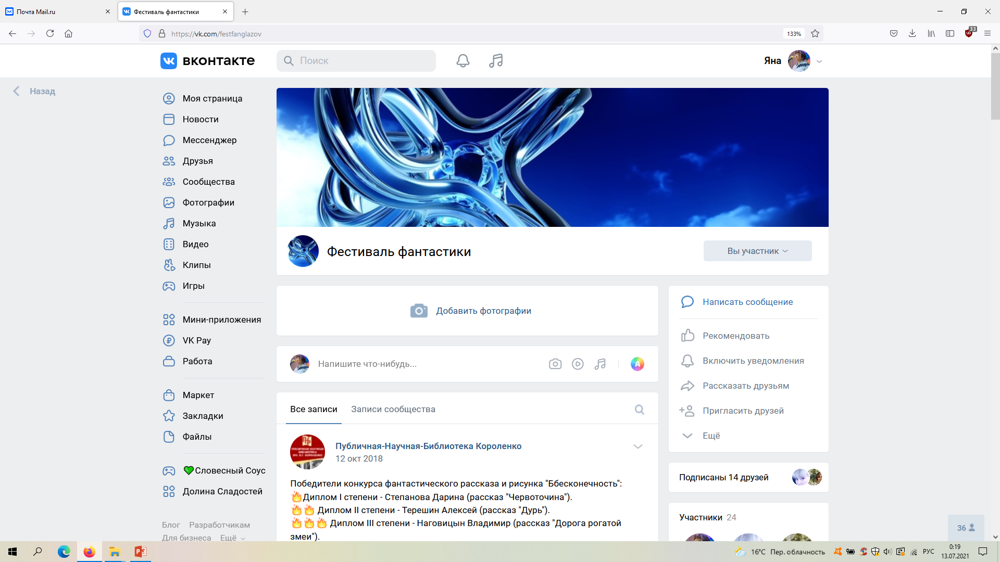 Почта Mail.ru
Фестиваль фантастики
https://vk.com/festfanglazov
133%
33
вконтакте
Поиск
Яна
Назад
Моя страница
Новости
Мессенджер
Друзья
Сообщества
Фотографии
Музыка
Видео
Клипы
Игры
Мини-приложения
VK Pay
Работа
Маркет
Закладки
Файлы
💚Словесный Соус
Долина Сладостей
Блог Разработчикам
Для бизнеса Ещё
Фестиваль фантастики
Вы участник
Добавить фотографии
Напишите что-нибудь...
Все записи Записи сообщества
Публичная-Научная-Библиотека Короленко
12 окт 2018
Победители конкурса фантастического рассказа и рисунка "Ббесконечность":
🔥Диплом I степени - Степанова Дарина (рассказ "Червоточина").
🔥🔥 Диплом II степени - Терешин Алексей (рассказ "Дурь").
🔥🔥🔥 Диплом III степени - Наговицын Владимир (рассказ "Дорога рогатой
змеи").
Написать сообщение
Рекомендовать
Включить уведомления
Рассказать друзьям
Пригласить друзей
Ещё
Подписаны 14 друзей
Участники 24
36
16°C Пер. облачность
РУС
0:19
13.07.2021